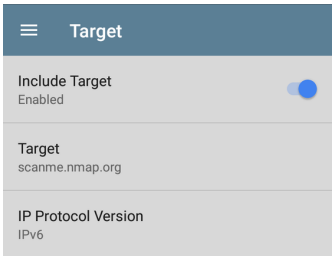 Target
Include Target
Enabled
Target
scanme.nmap.org
IP Protocol Version
IPv6